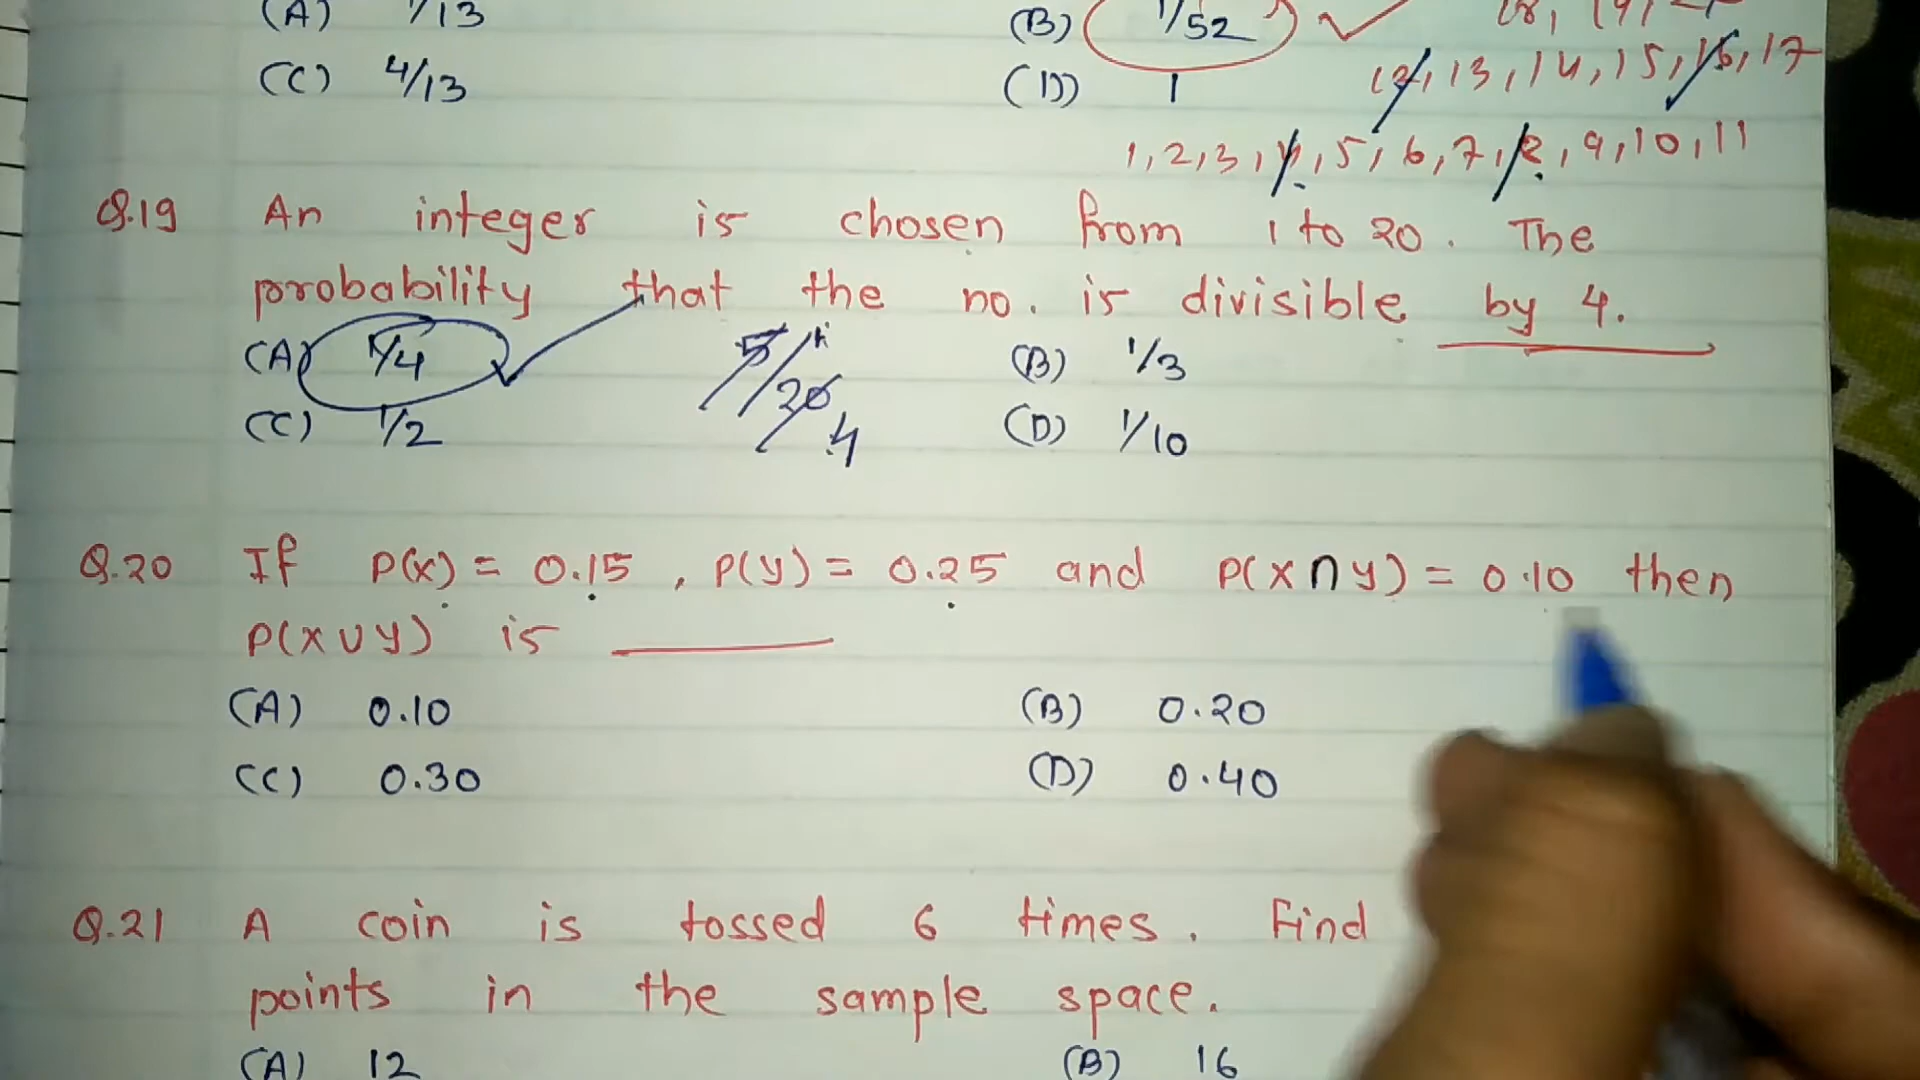 (A) 1/13 (B) 1/52
(C) 4/13 (D) 1
12, 13, 14, 15, 16, 17
1, 2, 3, 4, 5, 6, 7, 8, 9, 10, 11
Q.19 An integer is chosen from 1 to 20. The
probability that the no. is divisible by 4.
(A) 1/4 (B) 1/3
5/20 4
(C) 1/2 (D) 1/10
Q.20 If P(x) = 0.15, P(y) = 0.25 and P(x∩y) = 0.10 then
P(x∪y) is ______
(A) 0.10 (B) 0.20
(C) 0.30 (D) 0.40
Q.21 A coin is tossed 6 times. Find
points in the sample space.
(A) 12 (B) 16